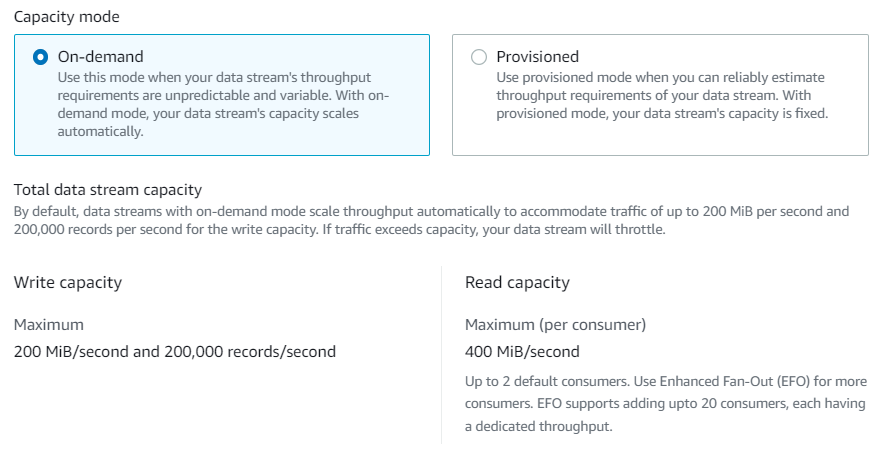 Capacity mode
On-demand
Use this mode when your data stream's throughput
requirements are unpredictable and variable. With on-
demand mode, your data stream's capacity scales
automatically.
Provisioned
Use provisioned mode when you can reliably estimate
throughput requirements of your data stream. With
provisioned mode, your data stream's capacity is fixed.
Total data stream capacity
By default, data streams with on-demand mode scale throughput automatically to accommodate traffic of up to 200 MiB per second and
200,000 records per second for the write capacity. If traffic exceeds capacity, your data stream will throttle.
Write capacity
Maximum
200 MiB/second and 200,000 records/second
Read capacity
Maximum (per consumer)
400 MiB/second
Up to 2 default consumers. Use Enhanced Fan-Out (EFO) for more
consumers. EFO supports adding upto 20 consumers, each having
a dedicated throughput.